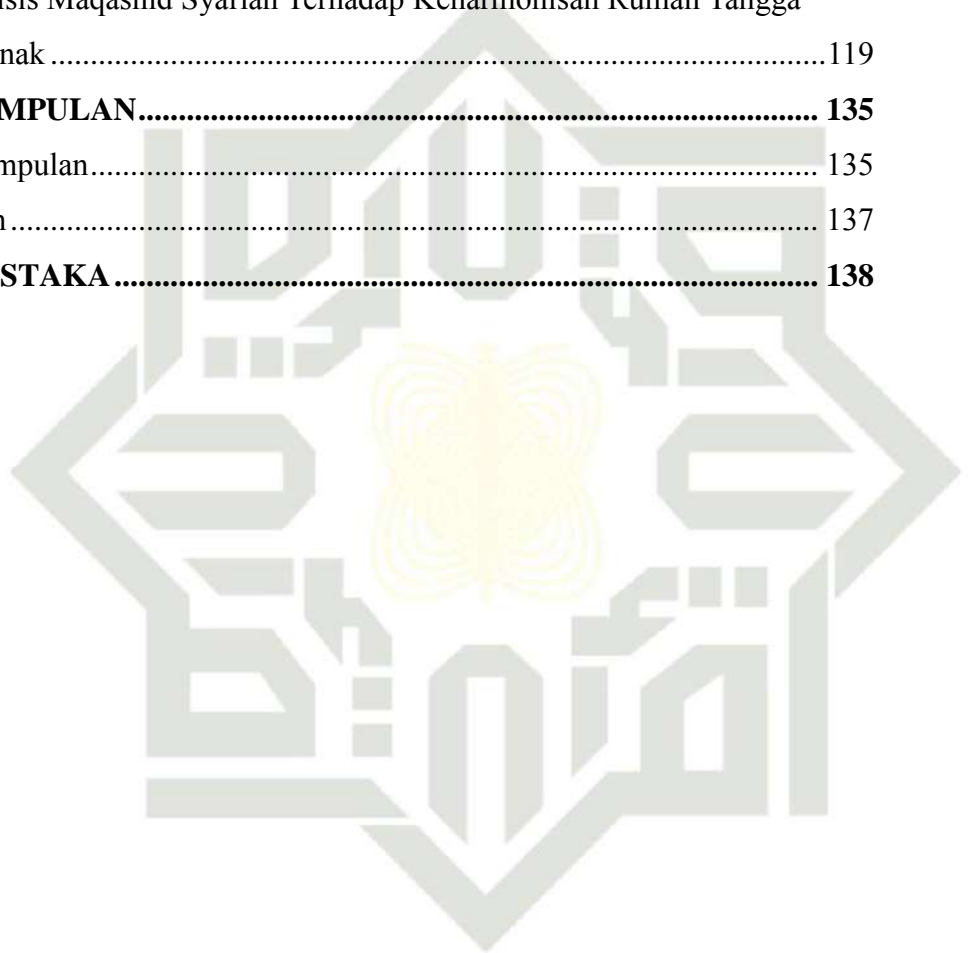 isis Maqashid Syariah Terhadap Keharmonisan Rumah Tangga
nak ........................................................................................119
MPULAN..................................................................................... 135
mpulan........................................................................................... 135
n ..................................................................................................... 137
STAKA ........................................................................................ 138